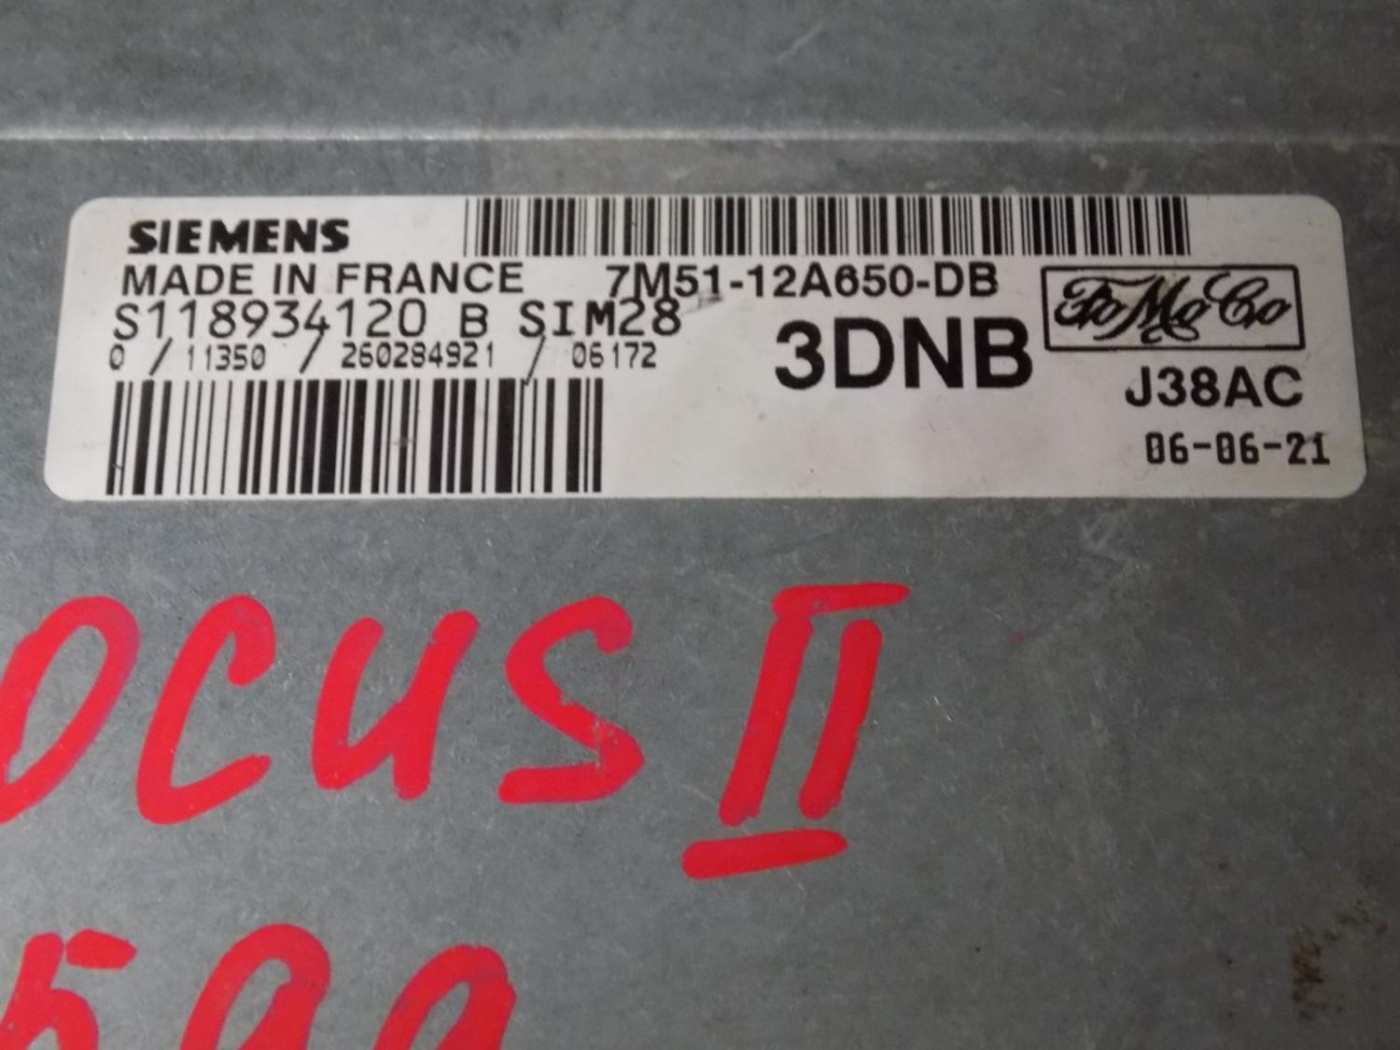 SIEMENS
MADE IN FRANCE 7M51-12A650-DB
S118934120 B SIM28
0 / 11350 / 260284921 / 06172
3DNB
FoMoCo
J38AC
06-06-21
OCUS II